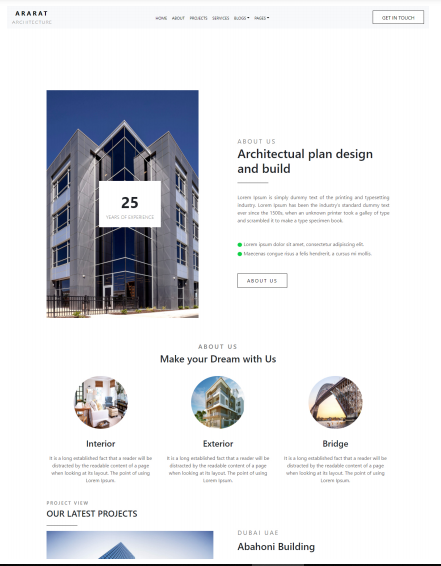 ARARAT
ARCHITECTURE
HOME ABOUT PROJECTS SERVICES BLOGS PAGES
GET IN TOUCH
25
YEARS OF EXPERIENCE
ABOUT US
Architectual plan design
and build
Lorem Ipsum is simply dummy text of the printing and typesetting
industry. Lorem Ipsum has been the industry's standard dummy text
ever since the 1500s, when an unknown printer took a galley of type
and scrambled it to make a type specimen book.
Lorem ipsum dolor sit amet, consectetur adipiscing elit.
Maecenas congue risus a felis hendrerit, a cursus mi mollis.
ABOUT US
ABOUT US
Make your Dream with Us
Interior
It is a long established fact that a reader will be
distracted by the readable content of a page
when looking at its layout. The point of using
Lorem Ipsum.
Exterior
It is a long established fact that a reader will be
distracted by the readable content of a page
when looking at its layout. The point of using
Lorem Ipsum.
Bridge
It is a long established fact that a reader will be
distracted by the readable content of a page
when looking at its layout. The point of using
Lorem Ipsum.
PROJECT VIEW
OUR LATEST PROJECTS
DUBAI UAE
Abahoni Building